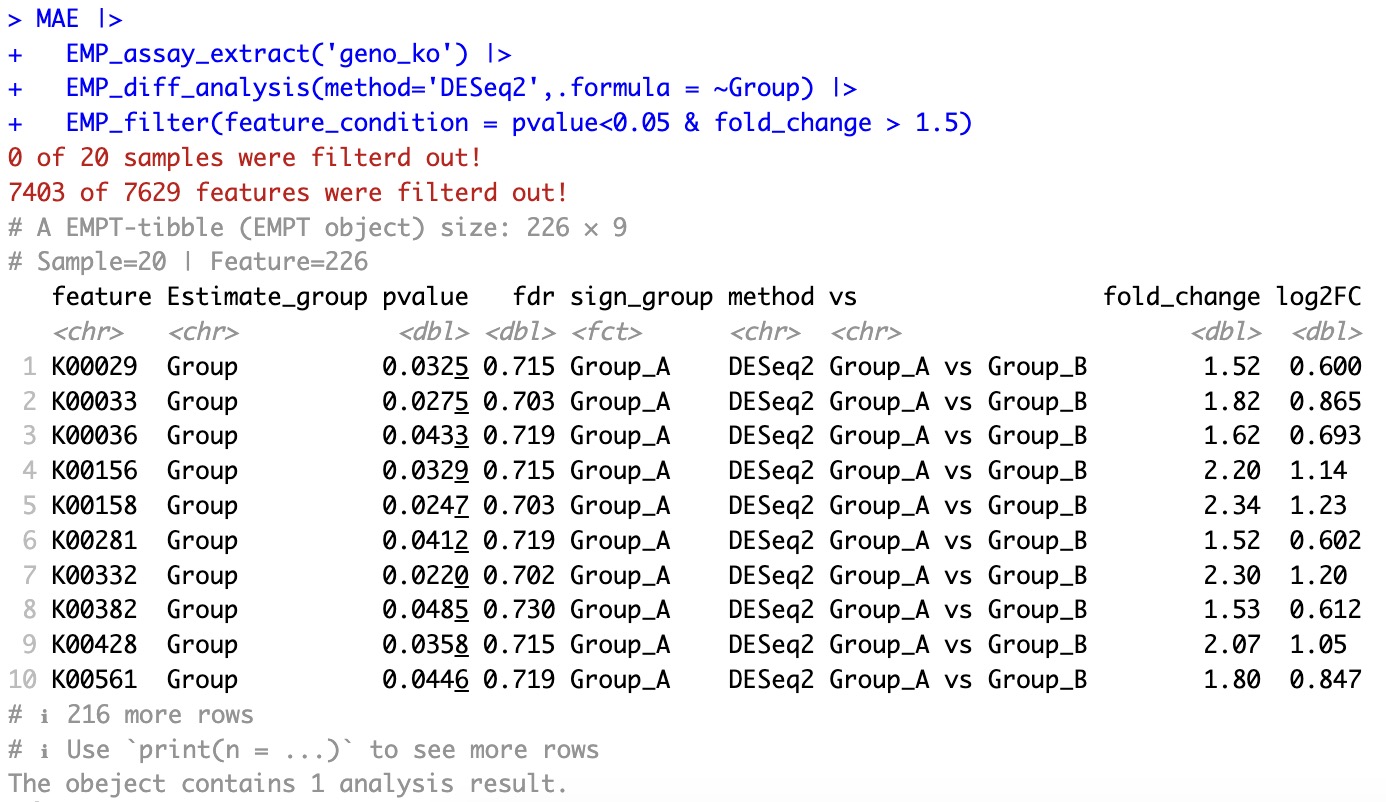 > MAE |>
+   EMP_assay_extract('geno_ko') |>
+   EMP_diff_analysis(method='DESeq2',.formula = ~Group) |>
+   EMP_filter(feature_condition = pvalue<0.05 & fold_change > 1.5)
0 of 20 samples were filterd out!
7403 of 7629 features were filterd out!
# A EMPT-tibble (EMPT object) size: 226 × 9
# Sample=20 | Feature=226
   feature Estimate_group pvalue   fdr sign_group method vs                 fold_change log2FC
   <chr>   <chr>           <dbl> <dbl> <fct>      <chr>  <chr>                    <dbl>  <dbl>
 1 K00029  Group          0.0325 0.715 Group_A    DESeq2 Group_A vs Group_B        1.52  0.600
 2 K00033  Group          0.0275 0.703 Group_A    DESeq2 Group_A vs Group_B        1.82  0.865
 3 K00036  Group          0.0433 0.719 Group_A    DESeq2 Group_A vs Group_B        1.62  0.693
 4 K00156  Group          0.0329 0.715 Group_A    DESeq2 Group_A vs Group_B        2.20  1.14
 5 K00158  Group          0.0247 0.703 Group_A    DESeq2 Group_A vs Group_B        2.34  1.23
 6 K00281  Group          0.0412 0.719 Group_A    DESeq2 Group_A vs Group_B        1.52  0.602
 7 K00332  Group          0.0220 0.702 Group_A    DESeq2 Group_A vs Group_B        2.30  1.20
 8 K00382  Group          0.0485 0.730 Group_A    DESeq2 Group_A vs Group_B        1.53  0.612
 9 K00428  Group          0.0358 0.715 Group_A    DESeq2 Group_A vs Group_B        2.07  1.05
10 K00561  Group          0.0446 0.719 Group_A    DESeq2 Group_A vs Group_B        1.80  0.847
# ℹ 216 more rows
# ℹ Use `print(n = ...)` to see more rows
The obeject contains 1 analysis result.